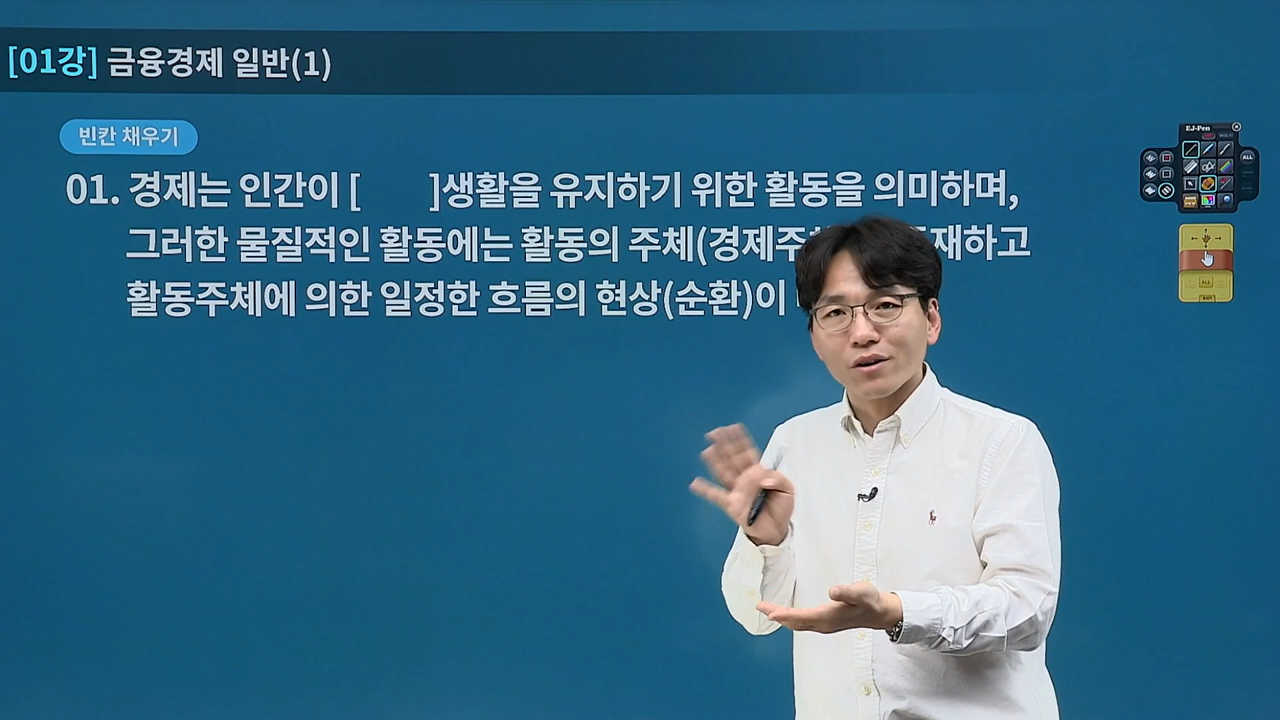 [01강] 금융경제 일반(1)
빈칸 채우기
01. 경제는 인간이 [ ]생활을 유지하기 위한 활동을 의미하며,
그러한 물질적인 활동에는 활동의 주체(경제주
재하고
활동주체에 의한 일정한 흐름의 현상(순환)이
EJ-Pen
ALL
ALL